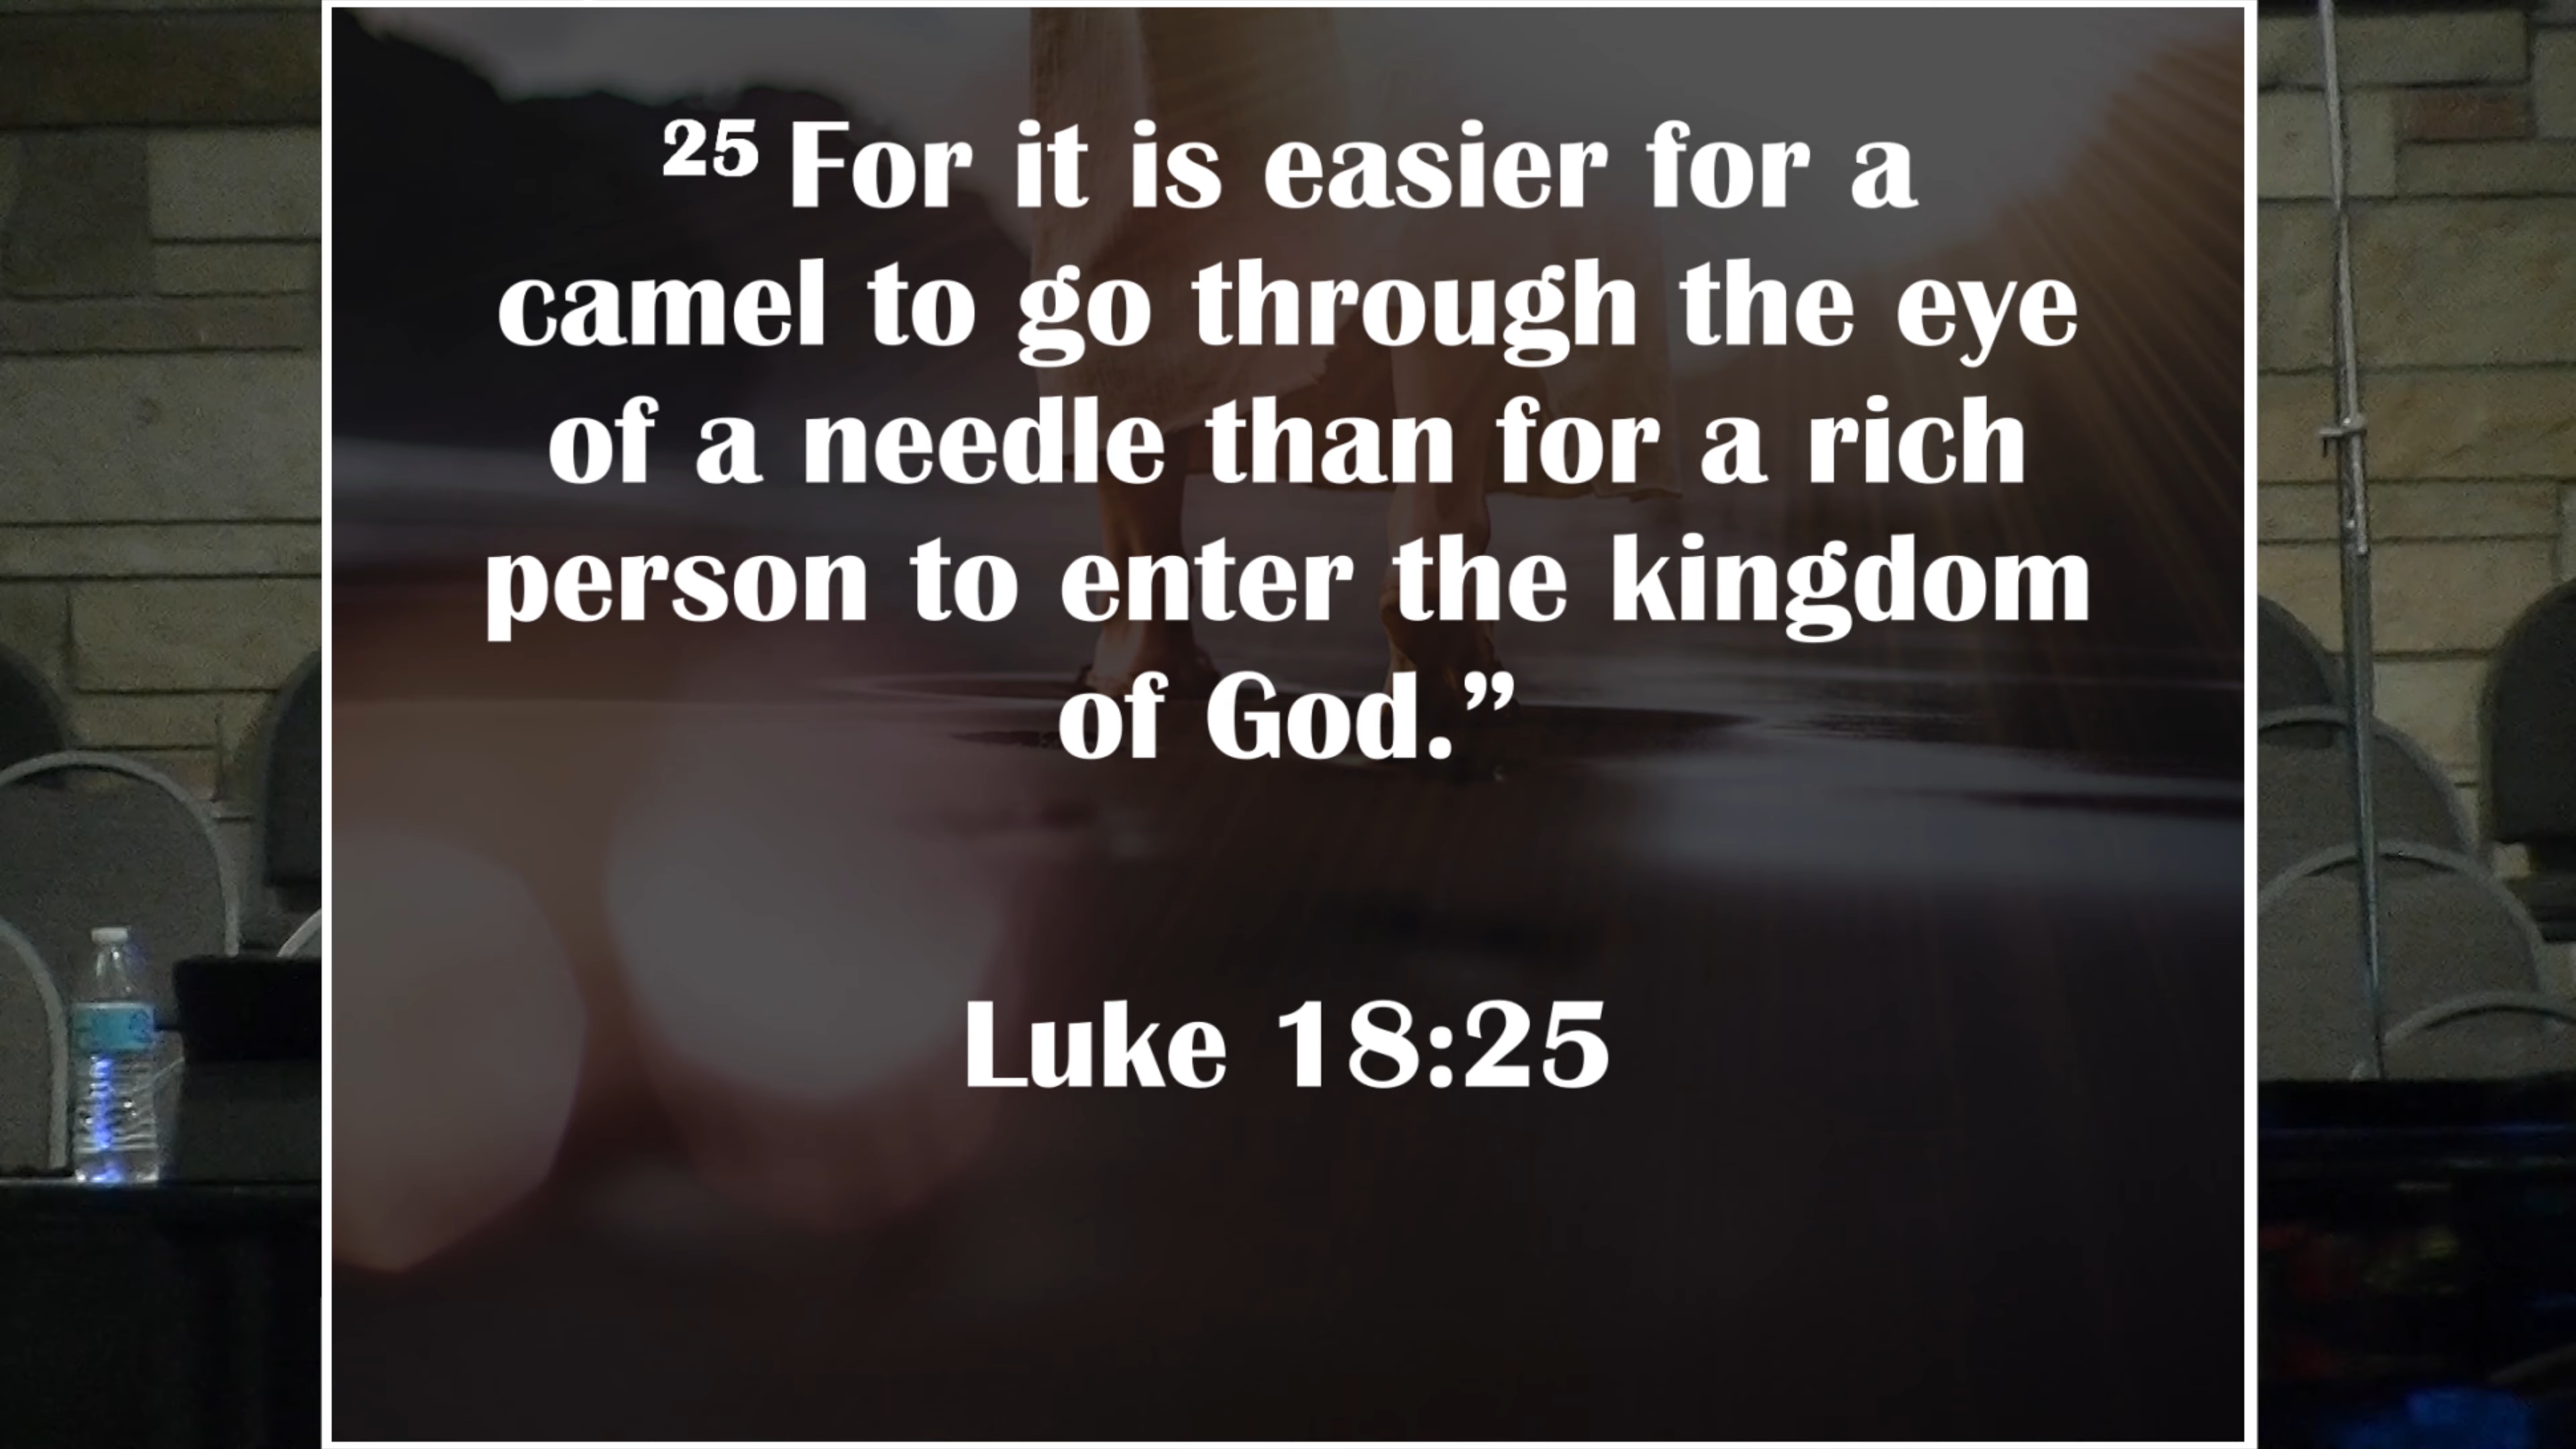 ²⁵ For it is easier for a
camel to go through the eye
of a needle than for a rich
person to enter the kingdom
of God.”
Luke 18:25